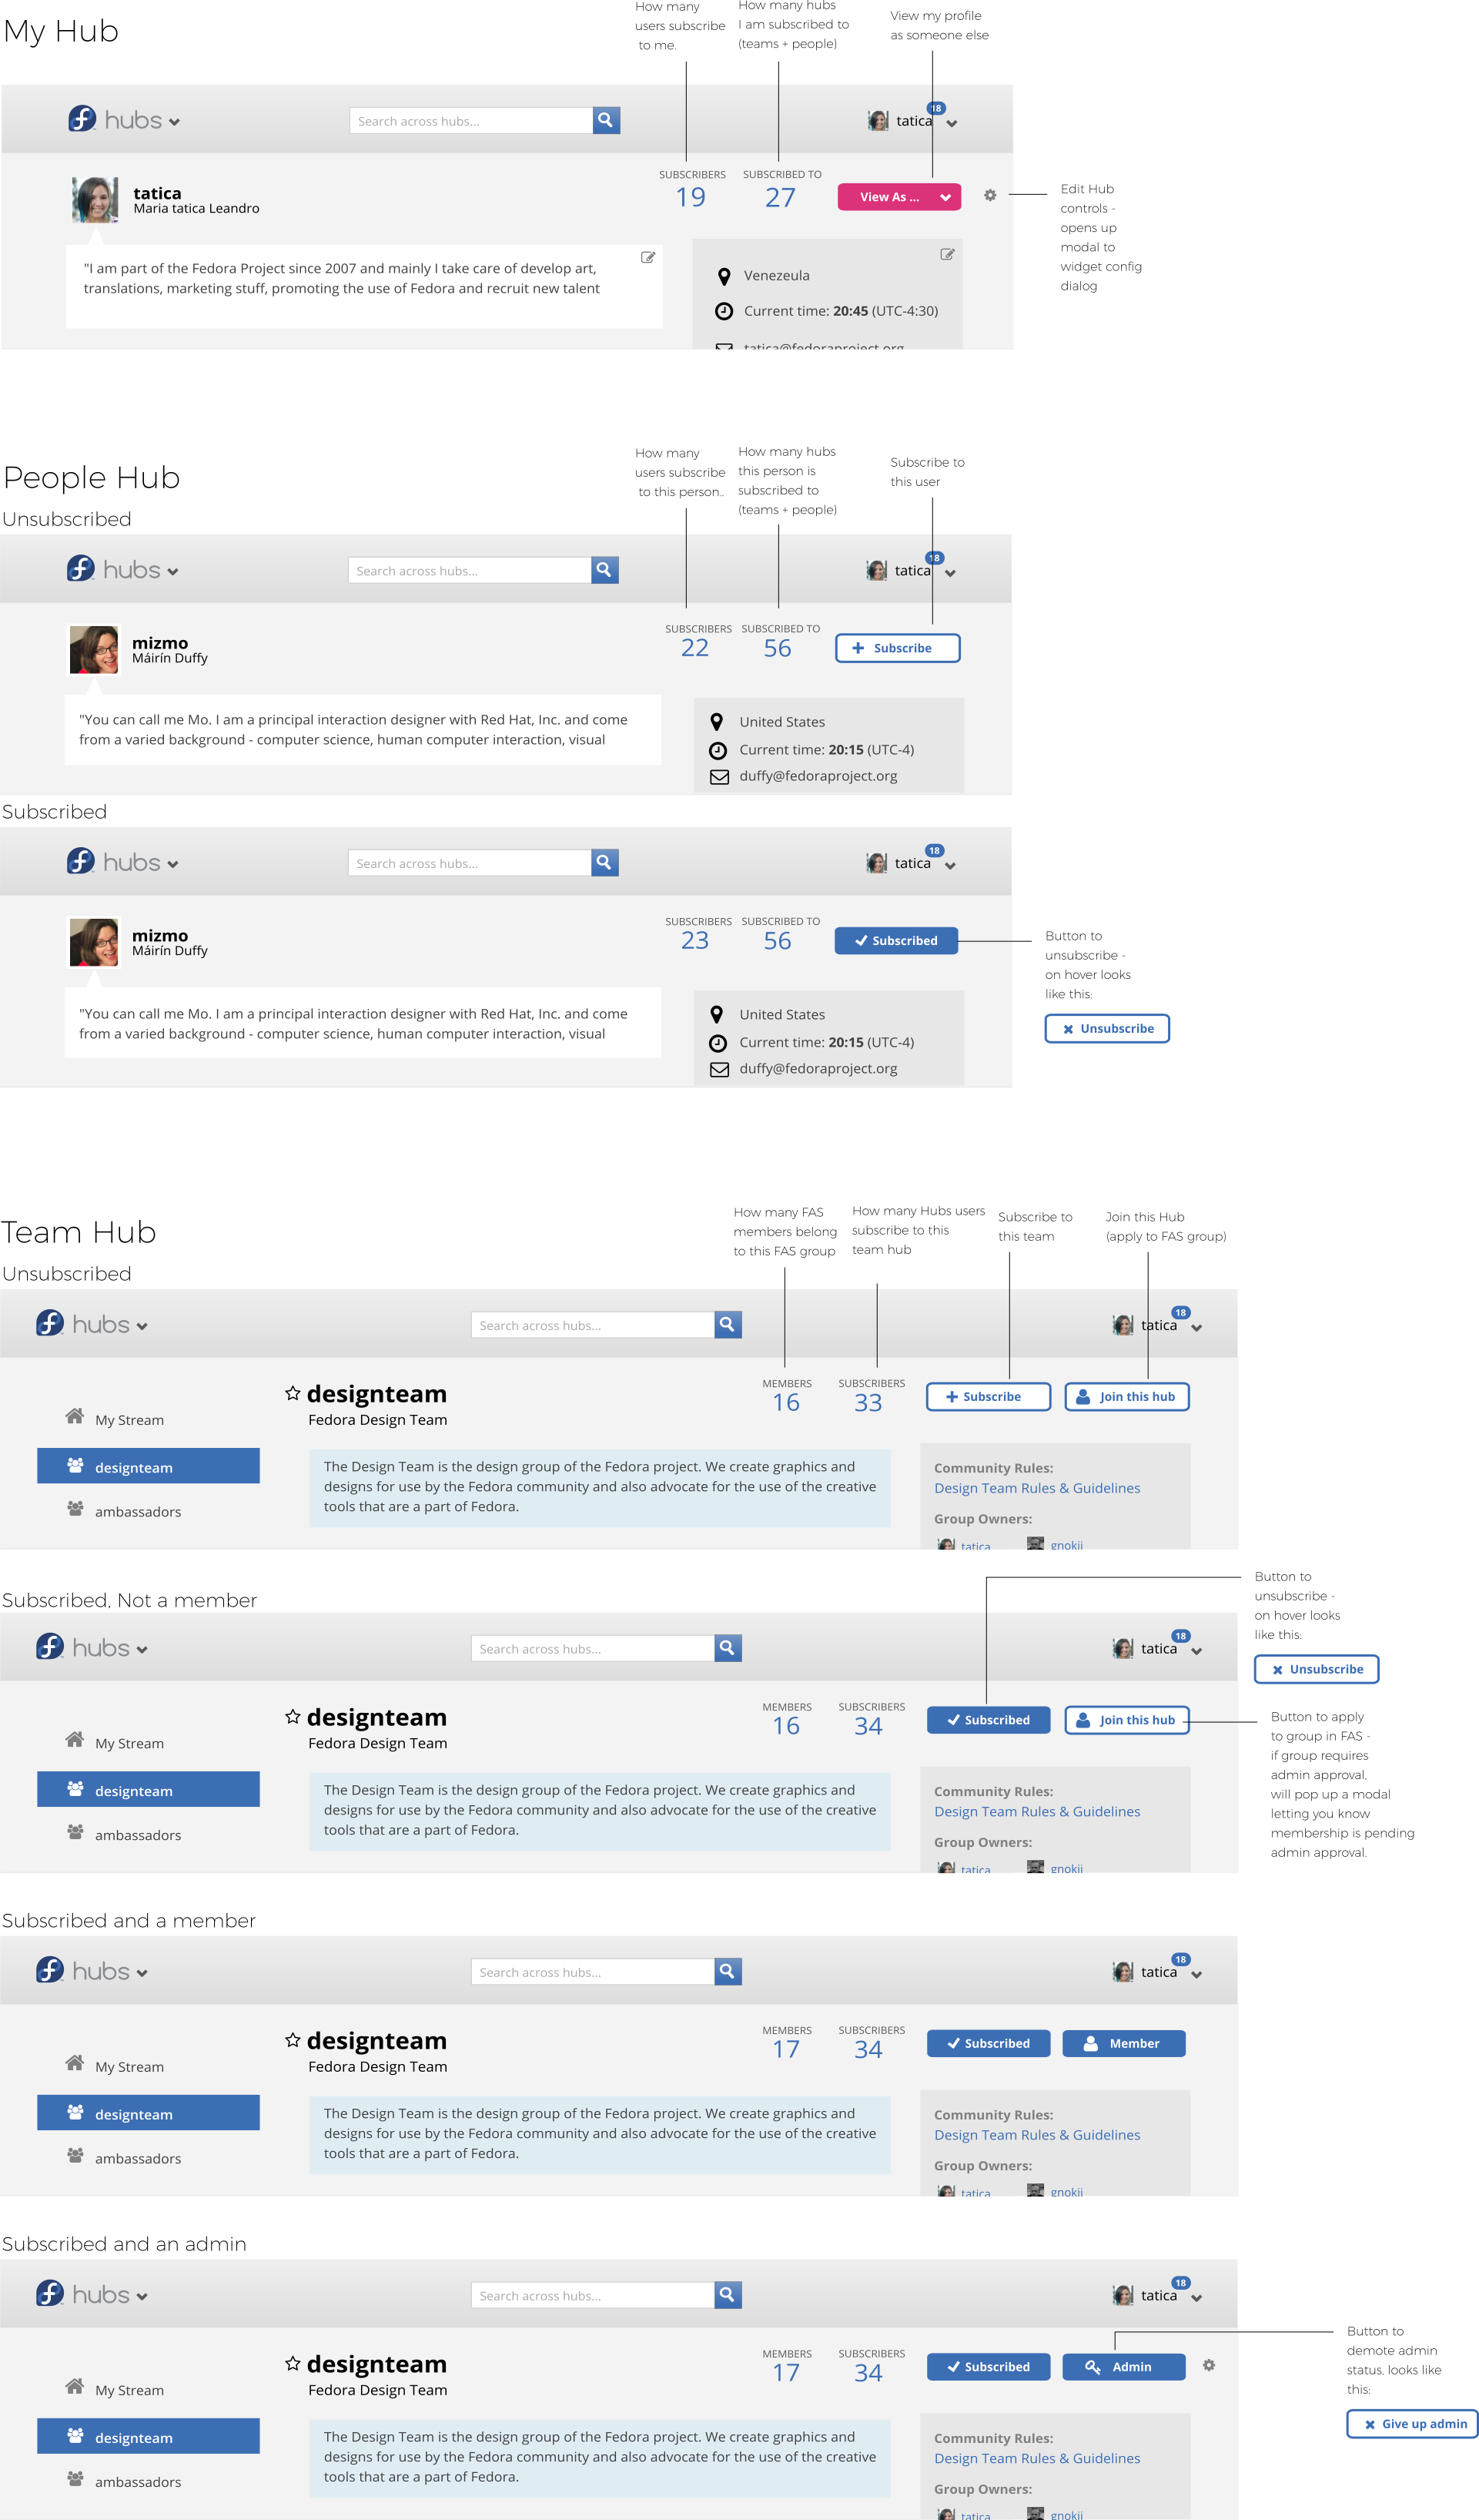 My Hub
How many
users subscribe
to me.
How many hubs
I am subscribed to
(teams + people)
View my profile
as someone else
hubs
Search across hubs...
18
tatica
tatica
Maria tatica Leandro
SUBSCRIBERS
19
SUBSCRIBED TO
27
View As ...
Edit Hub
controls -
opens up
modal to
widget config
dialog
"I am part of the Fedora Project since 2007 and mainly I take care of develop art,
translations, marketing stuff, promoting the use of Fedora and recruit new talent
Venezeula
Current time: 20:45 (UTC-4:30)
tatica@fedoraproject.org
People Hub
Unsubscribed
How many
users subscribe
to this person..
How many hubs
this person is
subscribed to
(teams + people)
Subscribe to
this user
hubs
Search across hubs...
18
tatica
mizmo
Máirín Duffy
SUBSCRIBERS
22
SUBSCRIBED TO
56
Subscribe
"You can call me Mo. I am a principal interaction designer with Red Hat, Inc. and come
from a varied background - computer science, human computer interaction, visual
United States
Current time: 20:15 (UTC-4)
duffy@fedoraproject.org
Subscribed
hubs
Search across hubs...
18
tatica
mizmo
Máirín Duffy
SUBSCRIBERS
23
SUBSCRIBED TO
56
Subscribed
Button to
unsubscribe -
on hover looks
like this:
Unsubscribe
"You can call me Mo. I am a principal interaction designer with Red Hat, Inc. and come
from a varied background - computer science, human computer interaction, visual
United States
Current time: 20:15 (UTC-4)
duffy@fedoraproject.org
Team Hub
Unsubscribed
How many FAS
members belong
to this FAS group
How many Hubs users
subscribe to this
team hub
Subscribe to
this team
Join this Hub
(apply to FAS group)
hubs
Search across hubs...
18
tatica
My Stream
designteam
ambassadors
designteam
Fedora Design Team
MEMBERS
16
SUBSCRIBERS
33
Subscribe
Join this hub
The Design Team is the design group of the Fedora project. We create graphics and
designs for use by the Fedora community and also advocate for the use of the creative
tools that are a part of Fedora.
Community Rules:
Design Team Rules & Guidelines
Group Owners:
tatica
gnokii
Subscribed, Not a member
Button to
unsubscribe -
on hover looks
like this:
Unsubscribe
hubs
Search across hubs...
18
tatica
My Stream
designteam
ambassadors
designteam
Fedora Design Team
MEMBERS
16
SUBSCRIBERS
34
Subscribed
Join this hub
Button to apply
to group in FAS -
if group requires
admin approval,
will pop up a modal
letting you know
membership is pending
admin approval.
The Design Team is the design group of the Fedora project. We create graphics and
designs for use by the Fedora community and also advocate for the use of the creative
tools that are a part of Fedora.
Community Rules:
Design Team Rules & Guidelines
Group Owners:
tatica
gnokii
Subscribed and a member
hubs
Search across hubs...
18
tatica
My Stream
designteam
ambassadors
designteam
Fedora Design Team
MEMBERS
17
SUBSCRIBERS
34
Subscribed
Member
The Design Team is the design group of the Fedora project. We create graphics and
designs for use by the Fedora community and also advocate for the use of the creative
tools that are a part of Fedora.
Community Rules:
Design Team Rules & Guidelines
Group Owners:
tatica
gnokii
Subscribed and an admin
hubs
Search across hubs...
18
tatica
My Stream
designteam
ambassadors
designteam
Fedora Design Team
MEMBERS
17
SUBSCRIBERS
34
Subscribed
Admin
Button to
demote admin
status, looks like
this:
Give up admin
The Design Team is the design group of the Fedora project. We create graphics and
designs for use by the Fedora community and also advocate for the use of the creative
tools that are a part of Fedora.
Community Rules:
Design Team Rules & Guidelines
Group Owners:
tatica
gnokii